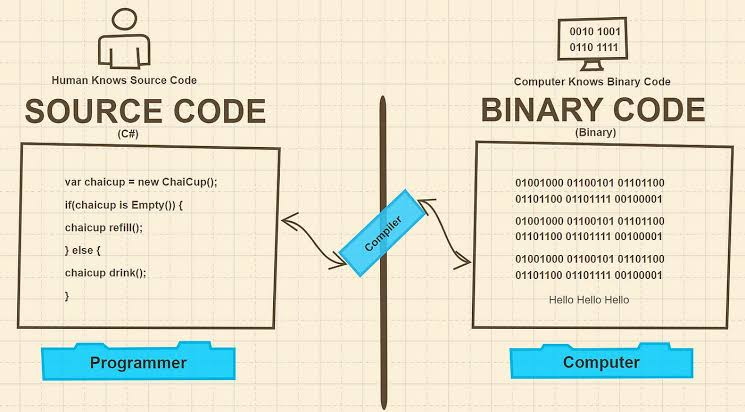 Human Knows Source Code
SOURCE CODE
(C#)
var chaicup = new ChaiCup();
if(chaicup is Empty()) {
chaicup refill();
} else {
chaicup drink();
}
Programmer
Compiler
0010 1001
0110 1111
Computer Knows Binary Code
BINARY CODE
(Binary)
01001000 01100101 01101100
01101100 01101111 00100001
01001000 01100101 01101100
01101100 01101111 00100001
01001000 01100101 01101100
01101100 01101111 00100001
Hello Hello Hello
Computer